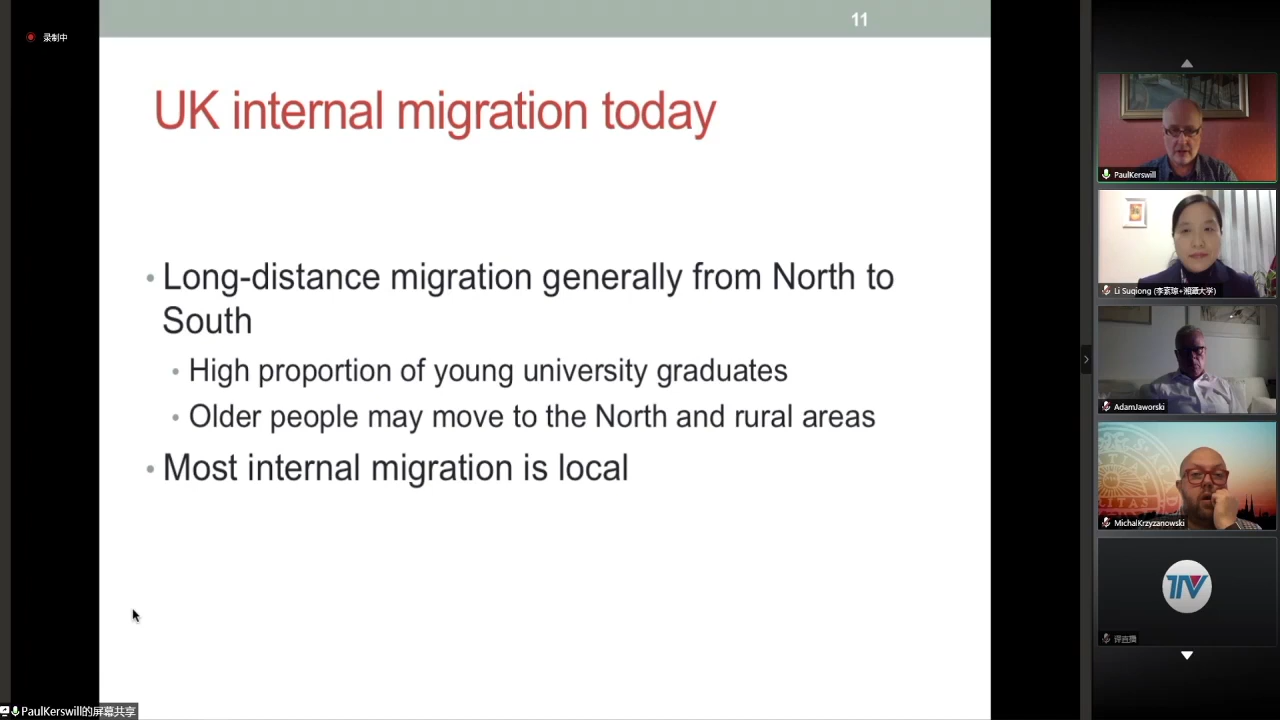 录制中
11
UK internal migration today
• Long-distance migration generally from North to
South
• High proportion of young university graduates
• Older people may move to the North and rural areas
• Most internal migration is local
PaulKerswill的屏幕共享
PaulKerswill
Li Suqiong (李素琼+湘潭大学)
AdamJaworski
MichalKrzyzanowski
TV